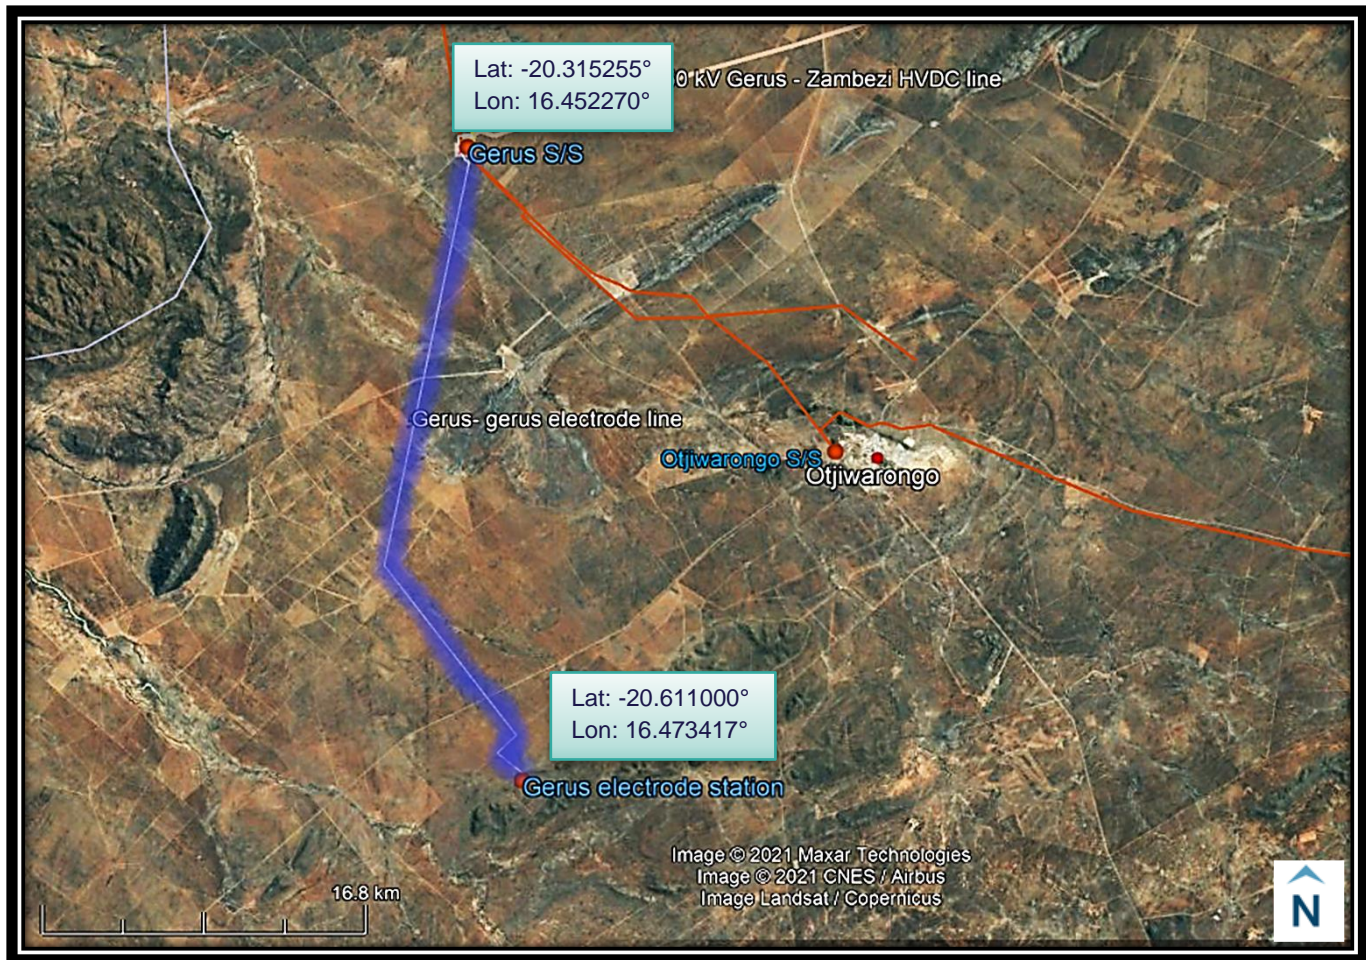 Lat: -20.315255°
Lon: 16.452270°
0 kV Gerus - Zambezi HVDC line
Gerus S/S
Gerus- gerus electrode line
Otjiwarongo S/S
Otjiwarongo
Lat: -20.611000°
Lon: 16.473417°
Gerus electrode station
Image © 2021 Maxar Technologies
Image © 2021 CNES / Airbus
Image Landsat / Copernicus
16.8 km
N